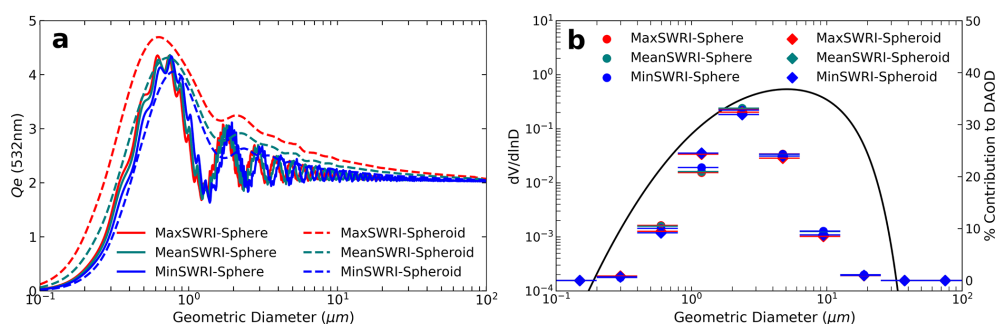 a
5
4
3
2
1
0
Qe (532nm)
MaxSWRI-Sphere
MeanSWRI-Sphere
MinSWRI-Sphere
MaxSWRI-Spheroid
MeanSWRI-Spheroid
MinSWRI-Spheroid
10⁻¹ 10⁰ 10¹ 10²
Geometric Diameter (μm)
b
10¹
10⁰
10⁻¹
10⁻²
10⁻³
10⁻⁴
dV/dlnD
MaxSWRI-Sphere
MeanSWRI-Sphere
MinSWRI-Sphere
MaxSWRI-Spheroid
MeanSWRI-Spheroid
MinSWRI-Spheroid
50
40
30
20
10
0
% Contribution to DAOD
10⁻¹ 10⁰ 10¹ 10²
Geometric Diameter (μm)